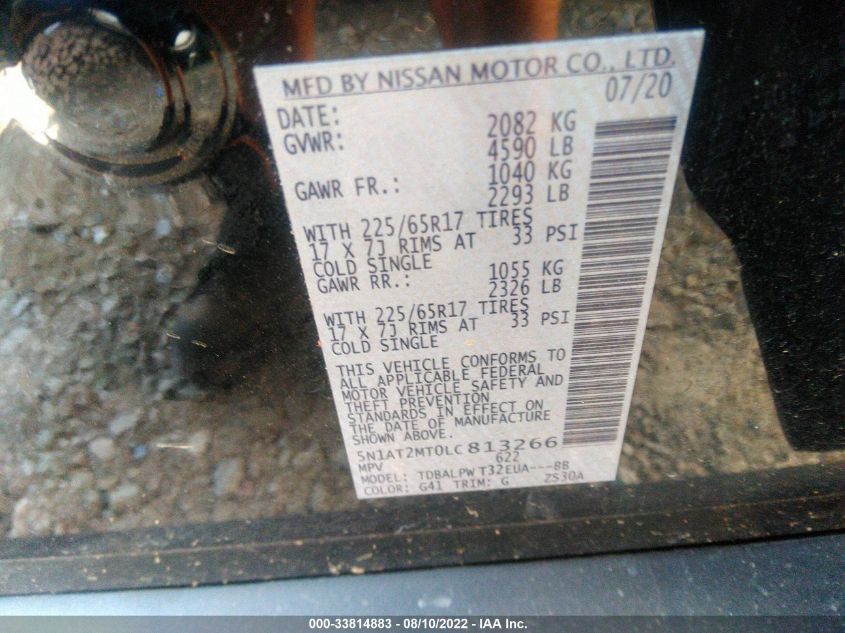 MFD BY NISSAN MOTOR CO., LTD.
DATE: 07/20
GVWR: 2082 KG
4590 LB
GAWR FR.: 1040 KG
2293 LB
WITH 225/65R17 TIRES
17 X 7J RIMS AT 33 PSI
COLD SINGLE
GAWR RR.: 1055 KG
2326 LB
WITH 225/65R17 TIRES
17 X 7J RIMS AT 33 PSI
COLD SINGLE
THIS VEHICLE CONFORMS TO
ALL APPLICABLE FEDERAL
MOTOR VEHICLE SAFETY AND
THEFT PREVENTION
STANDARDS IN EFFECT ON
THE DATE OF MANUFACTURE
SHOWN ABOVE.
5N1AT2MT0LC813266
MPV 622
MODEL: TDBALPW T32EUA---BB
COLOR: G41 TRIM: G ZS30A
000-33814883 — 08/10/2022 - IAA Inc.